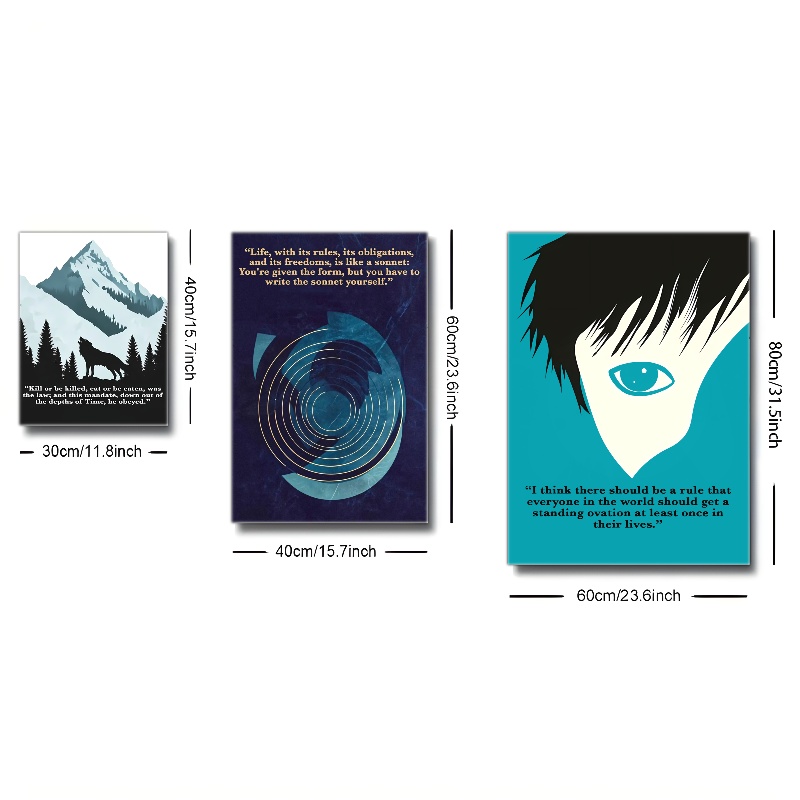 “Kill or be killed, eat or be eaten, was
the law; and this mandate, down out of
the depths of Time, he obeyed.”
40cm/15.7inch
30cm/11.8inch
“Life, with its rules, its obligations,
and its freedoms, is like a sonnet:
You're given the form, but you have to
write the sonnet yourself.”
60cm/23.6inch
40cm/15.7inch
“I think there should be a rule that
everyone in the world should get a
standing ovation at least once in
their lives.”
80cm/31.5inch
60cm/23.6inch